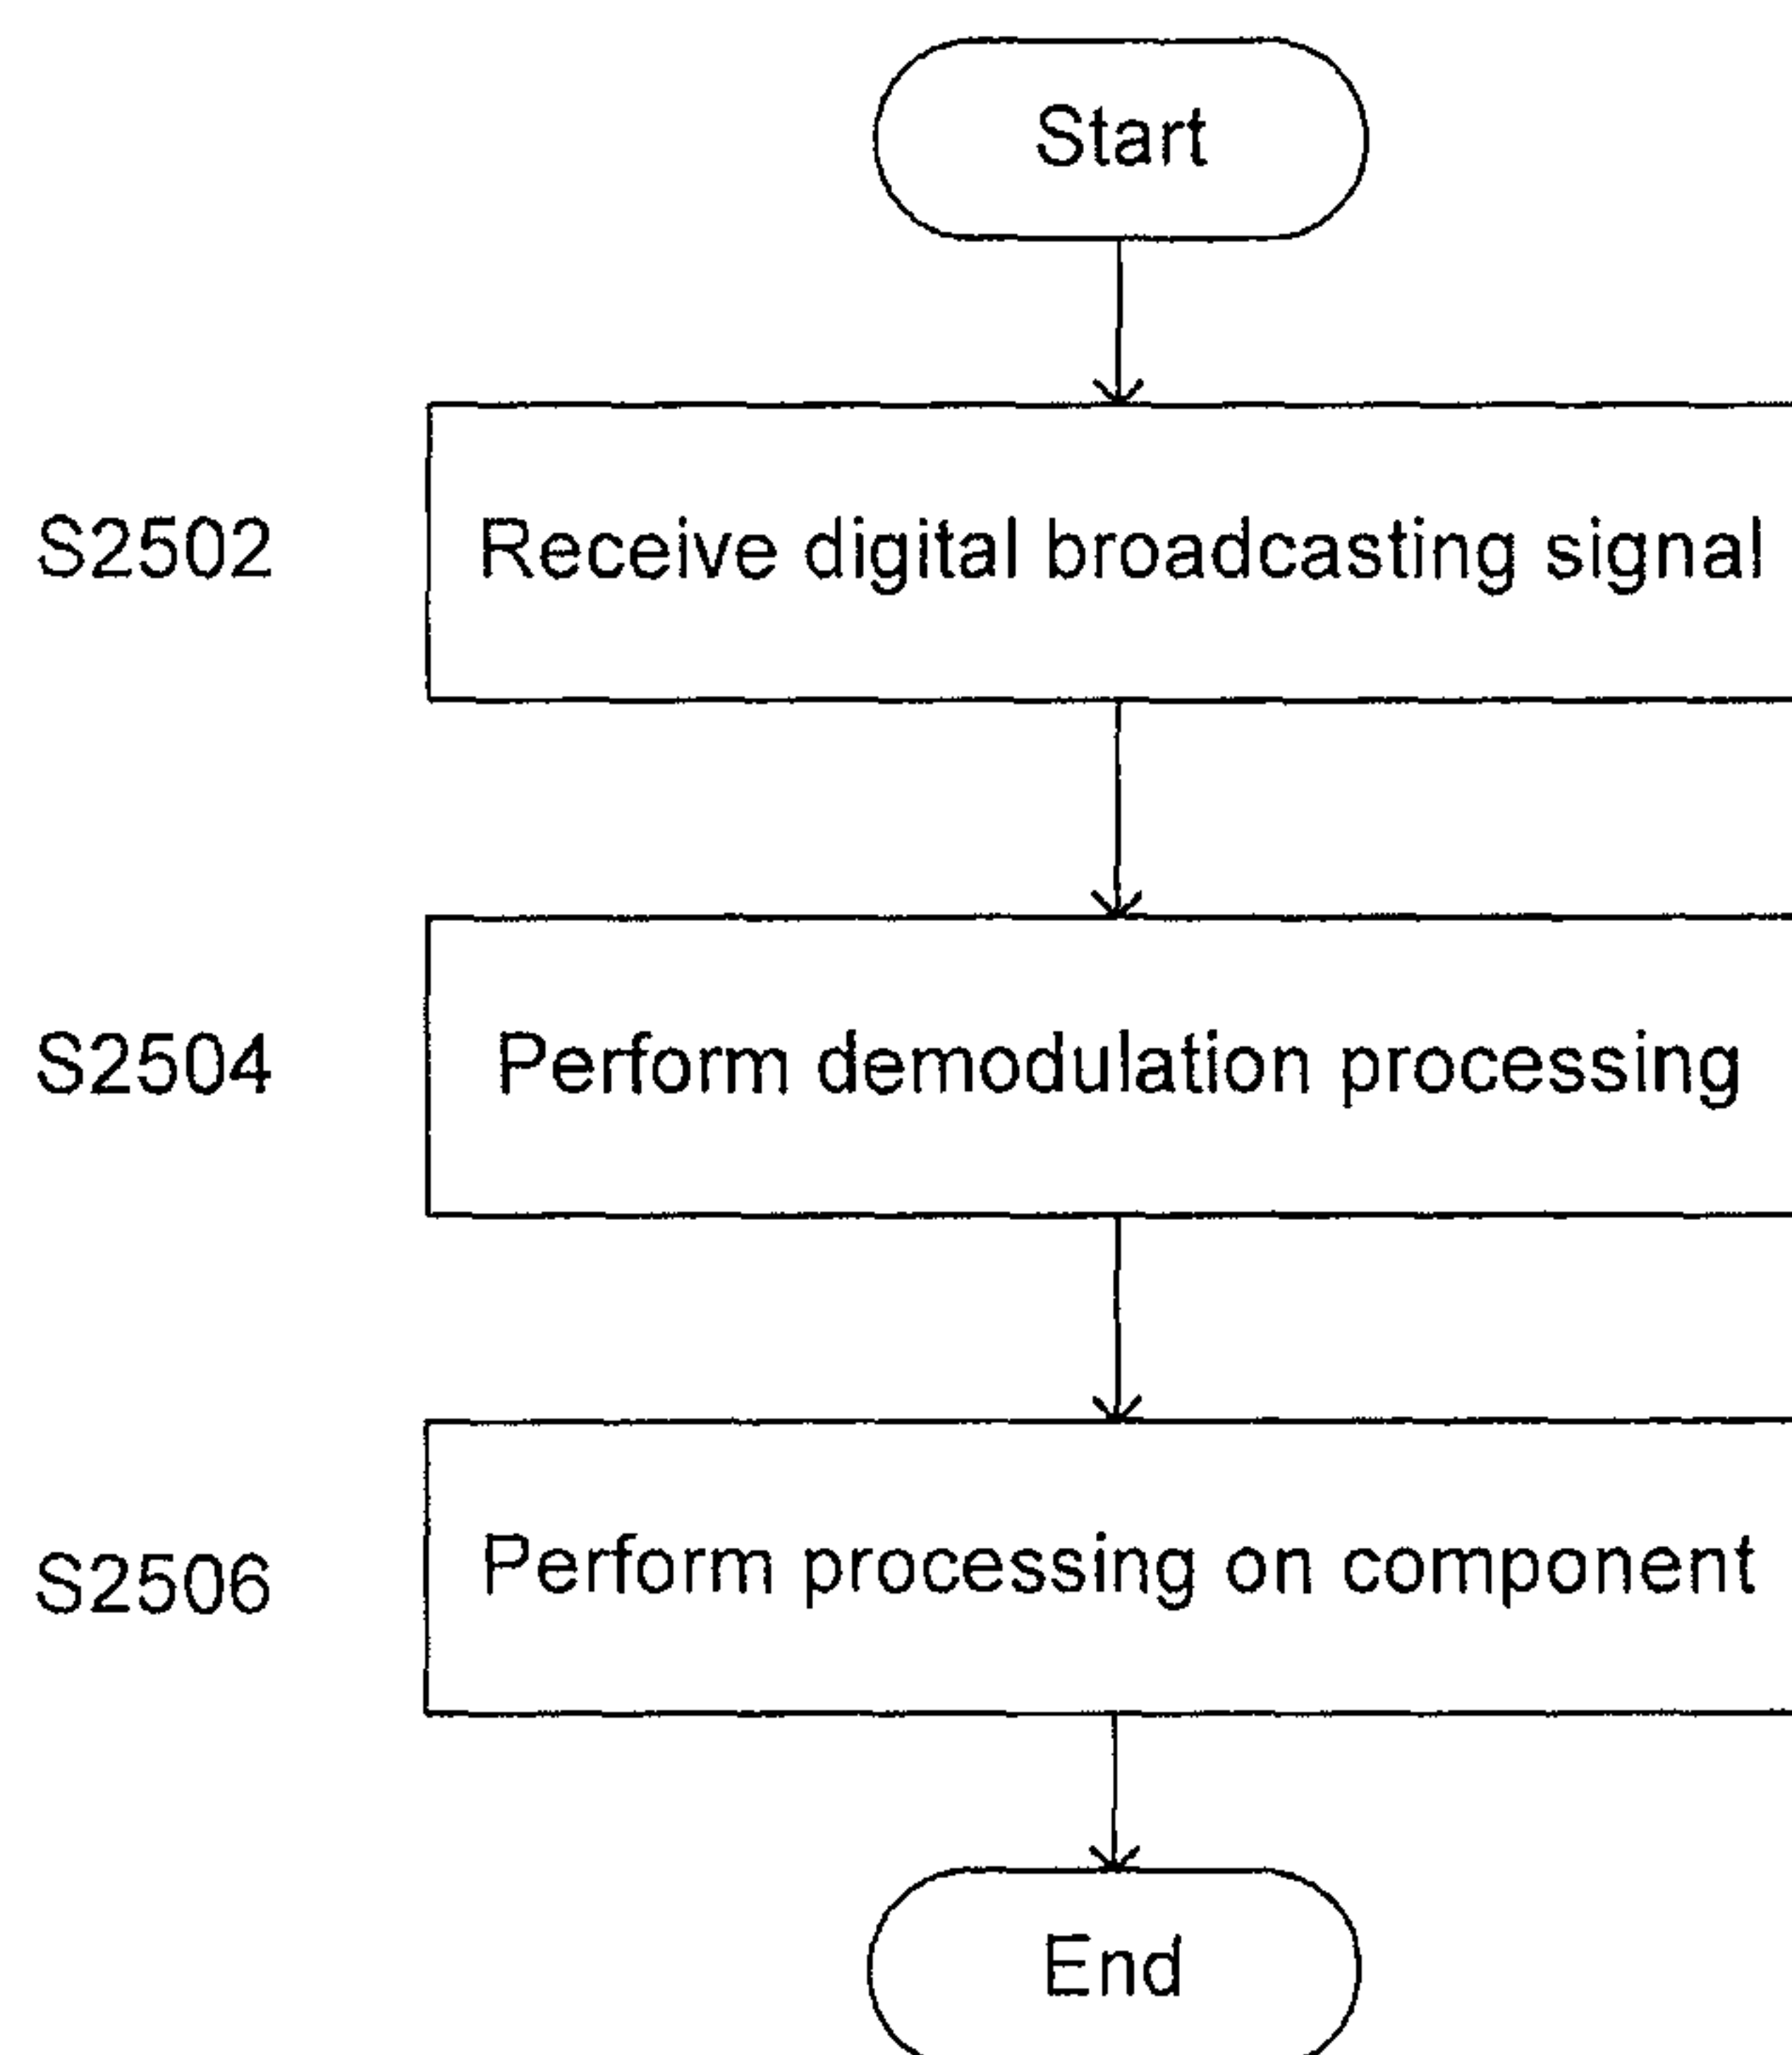 Start
S2502
Receive digital broadcasting signal
S2504
Perform demodulation processing
S2506
Perform processing on component
End